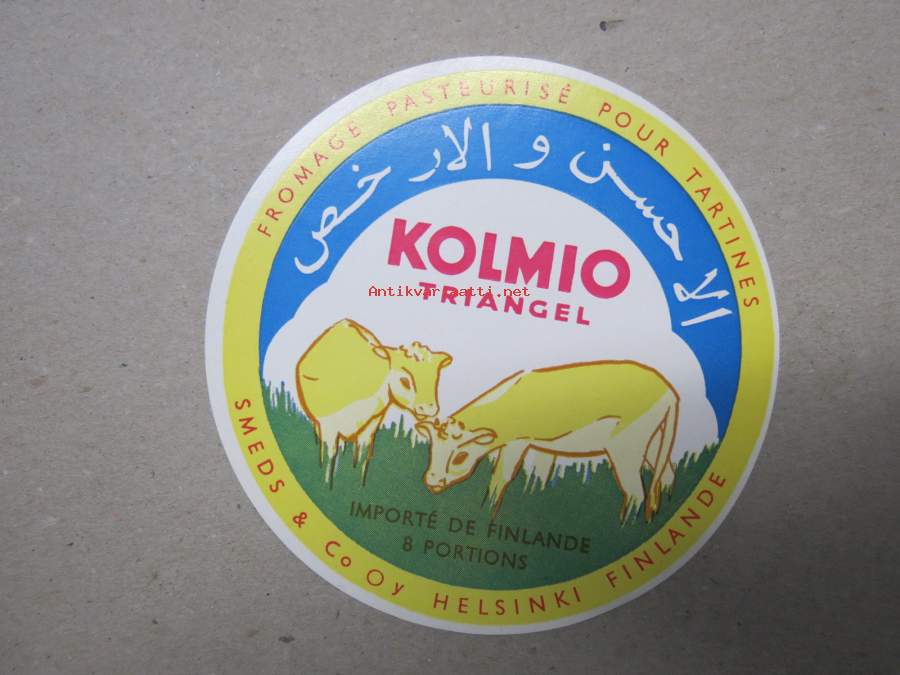 FROMAGE PASTEURISÉ POUR TARTINES
الاحسن و الارخص
KOLMIO
TRIANGEL
Antikvariaatti.net
IMPORTÉ DE FINLANDE
8 PORTIONS
SMEDS & Co Oy HELSINKI FINLANDE